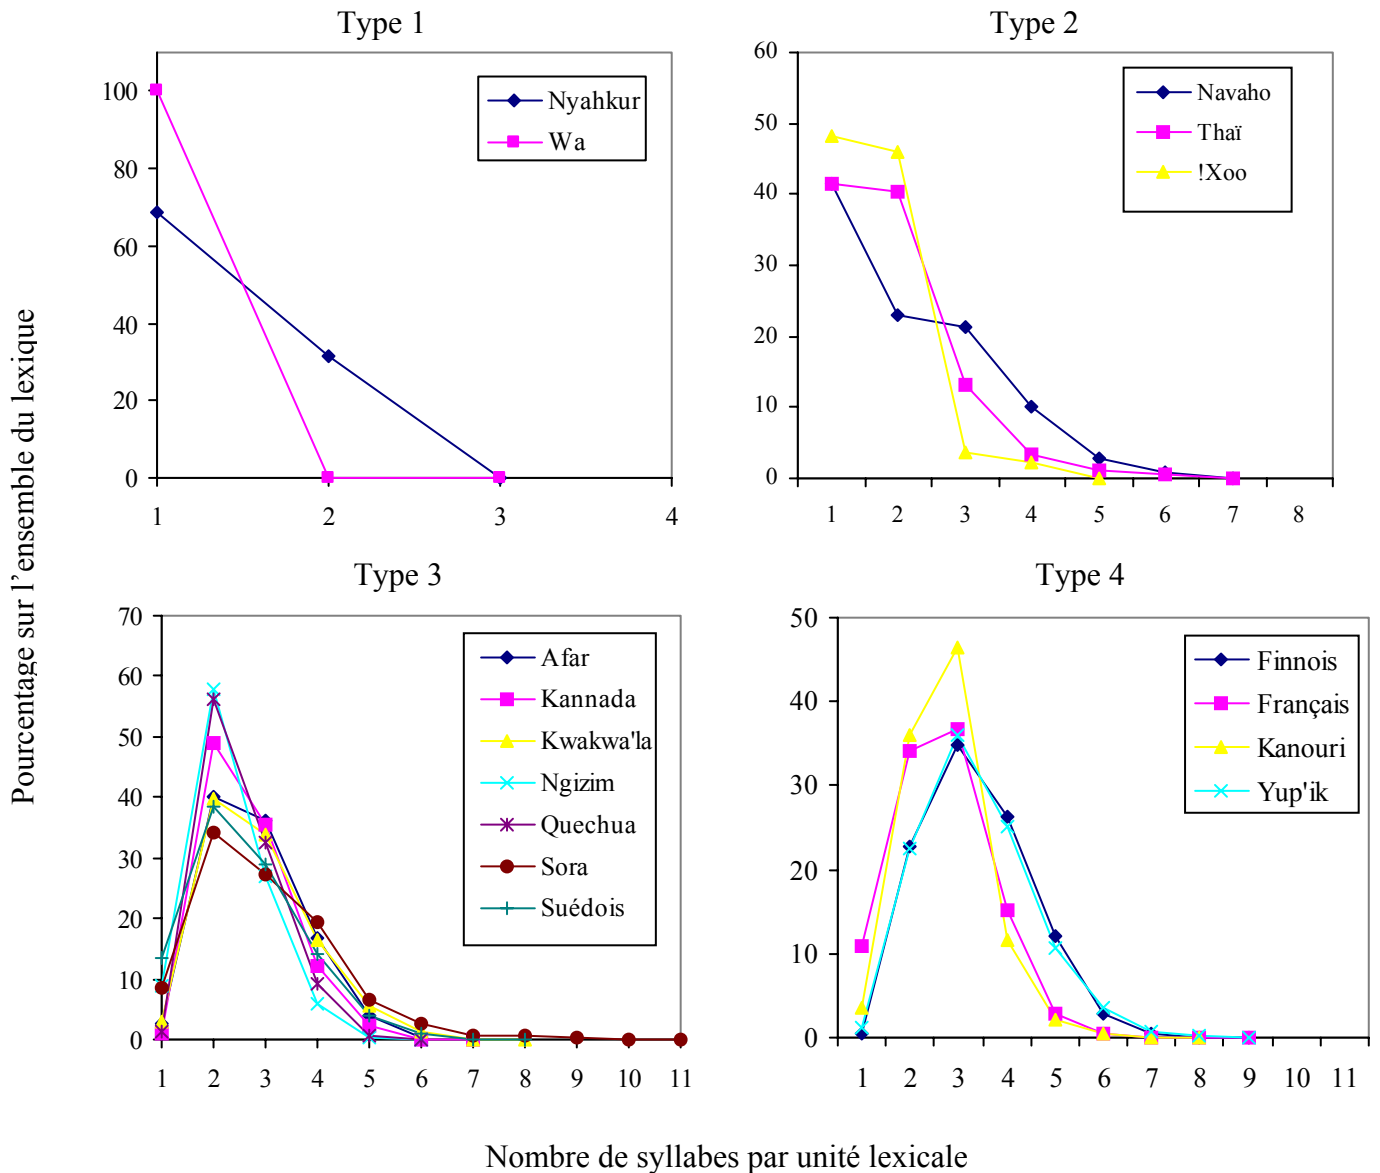 Type 1
100
80
60
40
20
0
1 2 3 4
Nyahkur
Wa
Type 2
60
50
40
30
20
10
0
1 2 3 4 5 6 7 8
Navaho
Thaï
!Xoo
Pourcentage sur l'ensemble du lexique
Type 3
70
60
50
40
30
20
10
0
1 2 3 4 5 6 7 8 9 10 11
Afar
Kannada
Kwakwa'la
Ngizim
Quechua
Sora
Suédois
Type 4
50
40
30
20
10
0
1 2 3 4 5 6 7 8 9 10 11
Finnois
Français
Kanouri
Yup'ik
Nombre de syllabes par unité lexicale